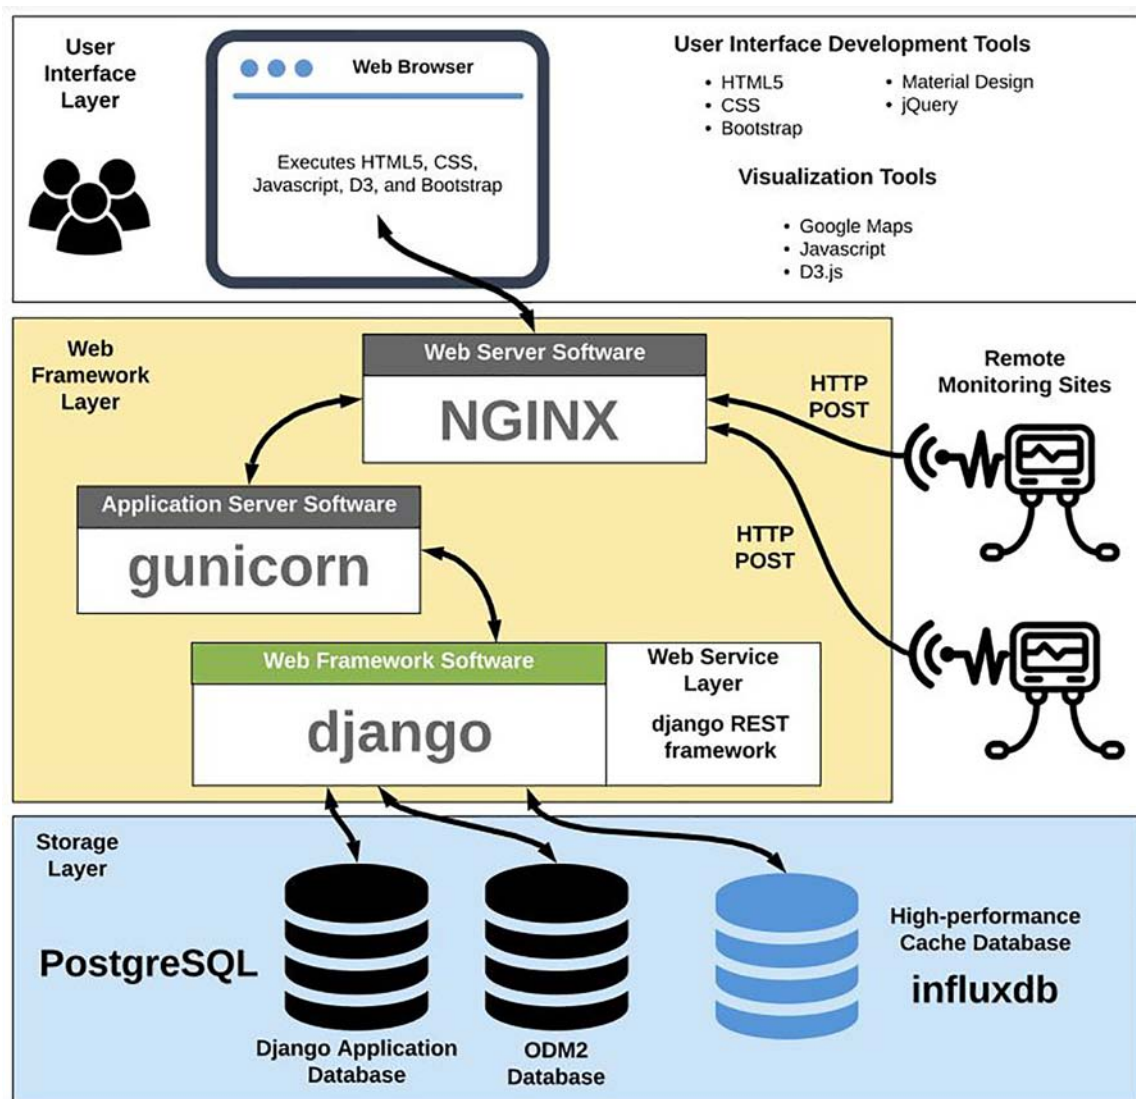 User
Interface
Layer
Web Browser
Executes HTML5, CSS,
Javascript, D3, and Bootstrap
User Interface Development Tools
• HTML5
• CSS
• Bootstrap
• Material Design
• jQuery
Visualization Tools
• Google Maps
• Javascript
• D3.js
Web
Framework
Layer
Web Server Software
NGINX
HTTP
POST
Remote
Monitoring Sites
Application Server Software
gunicorn
HTTP
POST
Web Framework Software
django
Web Service
Layer
django REST
framework
Storage
Layer
PostgreSQL
Django Application
Database
ODM2
Database
High-performance
Cache Database
influxdb